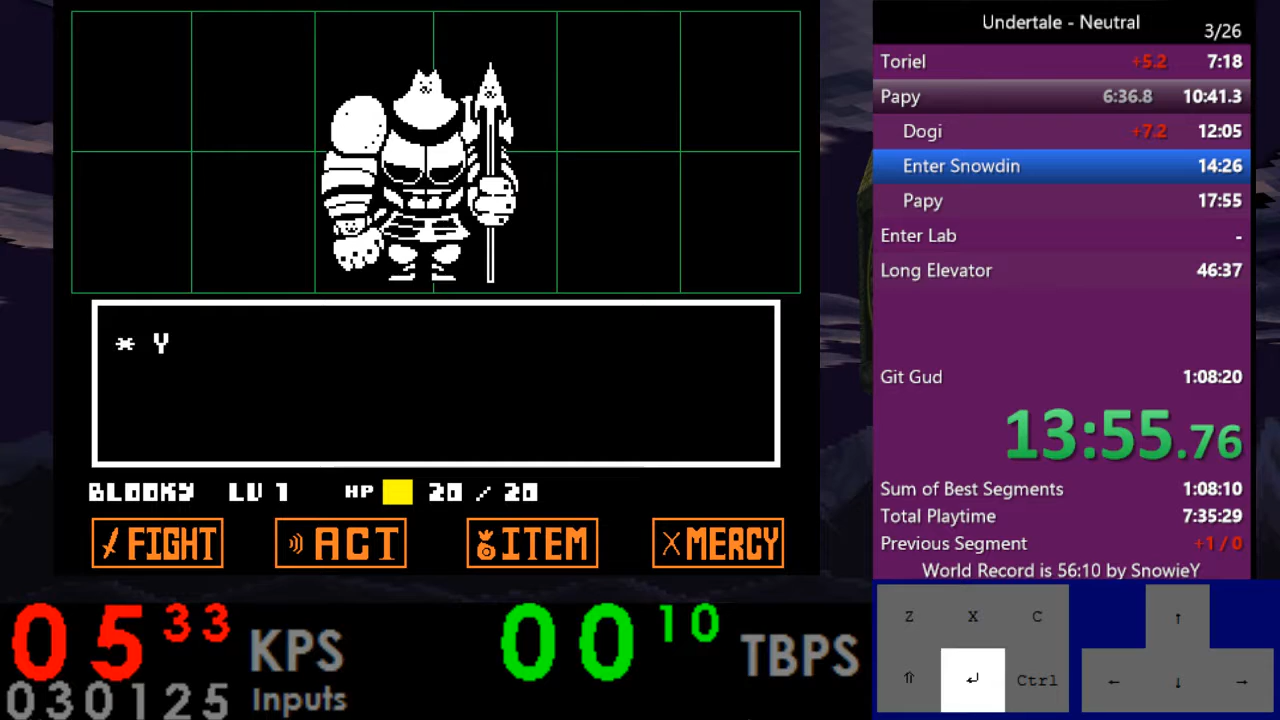 * Y
BLOOKY LV 1 HP 20 / 20
FIGHT ACT ITEM MERCY
05 33 KPS
030125 Inputs
00 10 TBPS
Undertale - Neutral
3/26
Toriel +5.2 7:18
Papy 6:36.8 10:41.3
Dogi +7.2 12:05
Enter Snowdin 14:26
Papy 17:55
Enter Lab -
Long Elevator 46:37
Git Gud 1:08:20
13:55.76
Sum of Best Segments 1:08:10
Total Playtime 7:35:29
Previous Segment +1 / 0
World Record is 56:10 by SnowieY
Z X C ↑
⇧ ↵ Ctrl ← ↓ →